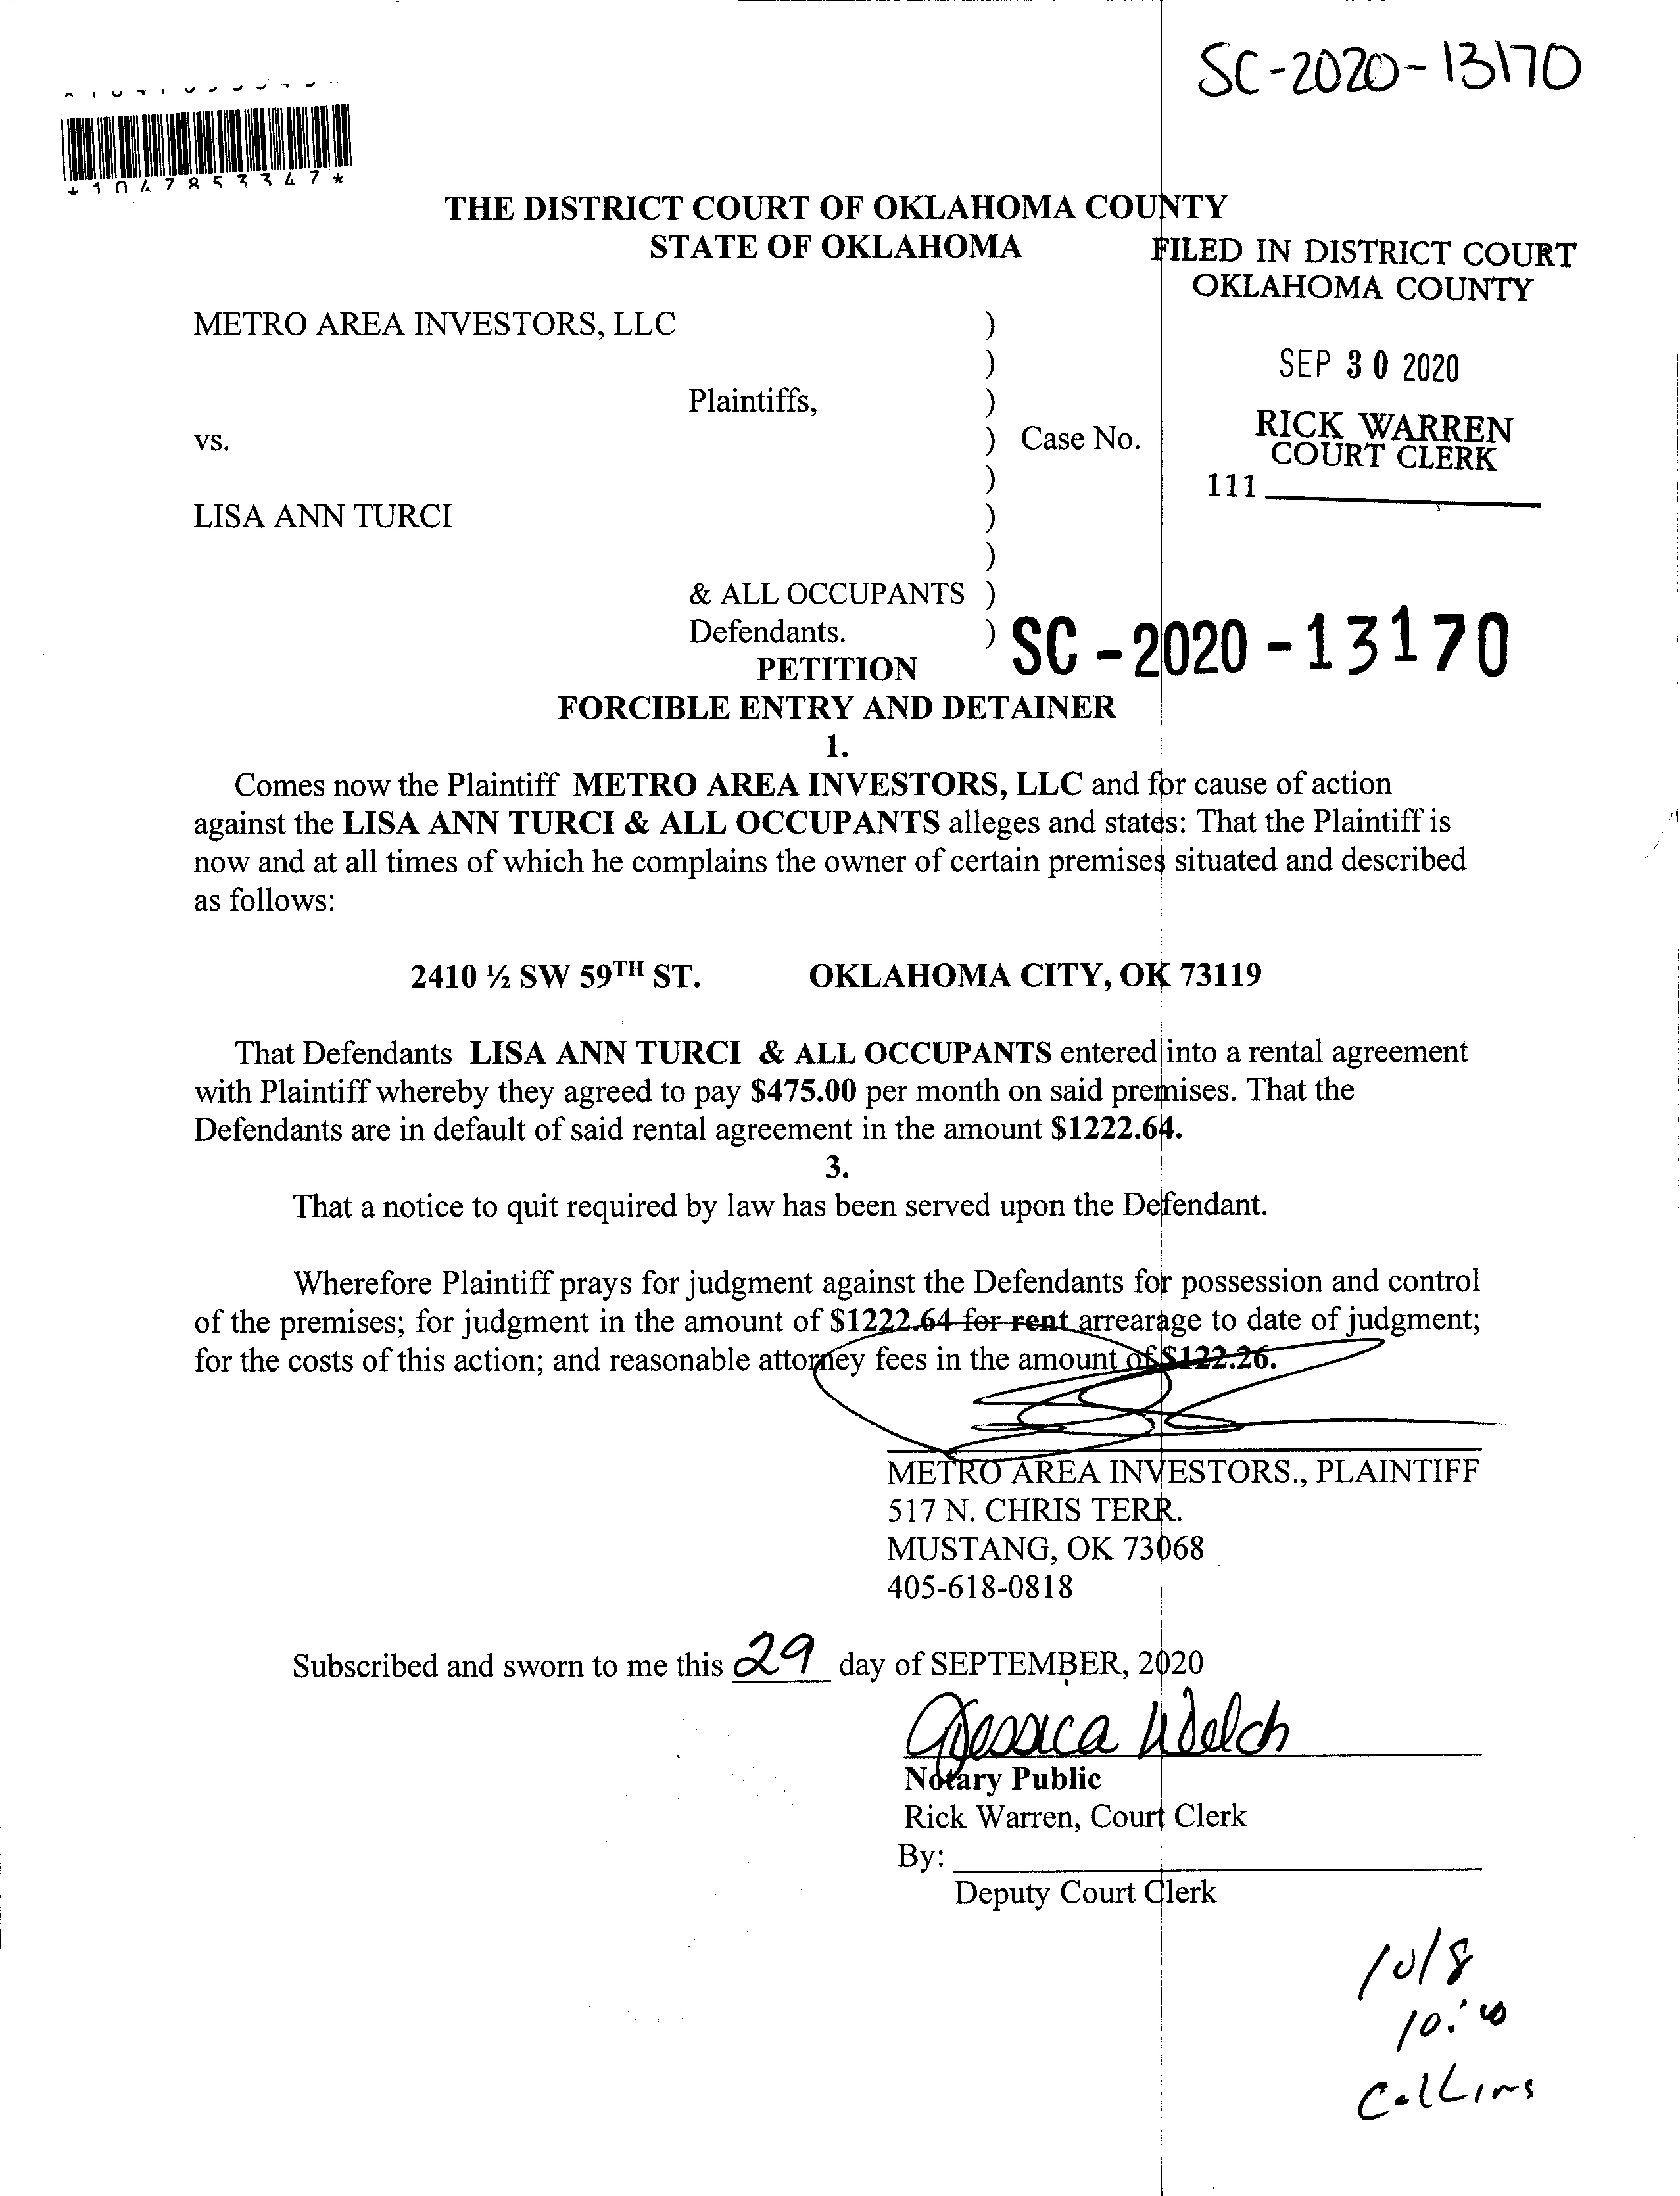 SC-2020-13170
*1047853347*
THE DISTRICT COURT OF OKLAHOMA COUNTY
STATE OF OKLAHOMA
FILED IN DISTRICT COURT
OKLAHOMA COUNTY
METRO AREA INVESTORS, LLC )
)
SEP 30 2020
Plaintiffs, )
vs. ) Case No.
RICK WARREN
COURT CLERK
)
111
LISA ANN TURCI )
)
& ALL OCCUPANTS )
Defendants. )
SC-2020-13170
PETITION
FORCIBLE ENTRY AND DETAINER
1.
Comes now the Plaintiff METRO AREA INVESTORS, LLC and for cause of action
against the LISA ANN TURCI & ALL OCCUPANTS alleges and states: That the Plaintiff is
now and at all times of which he complains the owner of certain premises situated and described
as follows:
2410 ½ SW 59TH ST. OKLAHOMA CITY, OK 73119
That Defendants LISA ANN TURCI & ALL OCCUPANTS entered into a rental agreement
with Plaintiff whereby they agreed to pay $475.00 per month on said premises. That the
Defendants are in default of said rental agreement in the amount $1222.64.
3.
That a notice to quit required by law has been served upon the Defendant.
Wherefore Plaintiff prays for judgment against the Defendants for possession and control
of the premises; for judgment in the amount of $1222.64 for rent arrearage to date of judgment;
for the costs of this action; and reasonable attorney fees in the amount of $122.26.
METRO AREA INVESTORS., PLAINTIFF
517 N. CHRIS TERR.
MUSTANG, OK 73068
405-618-0818
Subscribed and sworn to me this 29 day of SEPTEMBER, 2020
Jessica Welch
Notary Public
Rick Warren, Court Clerk
By:
Deputy Court Clerk
10/8
10:00
Collins